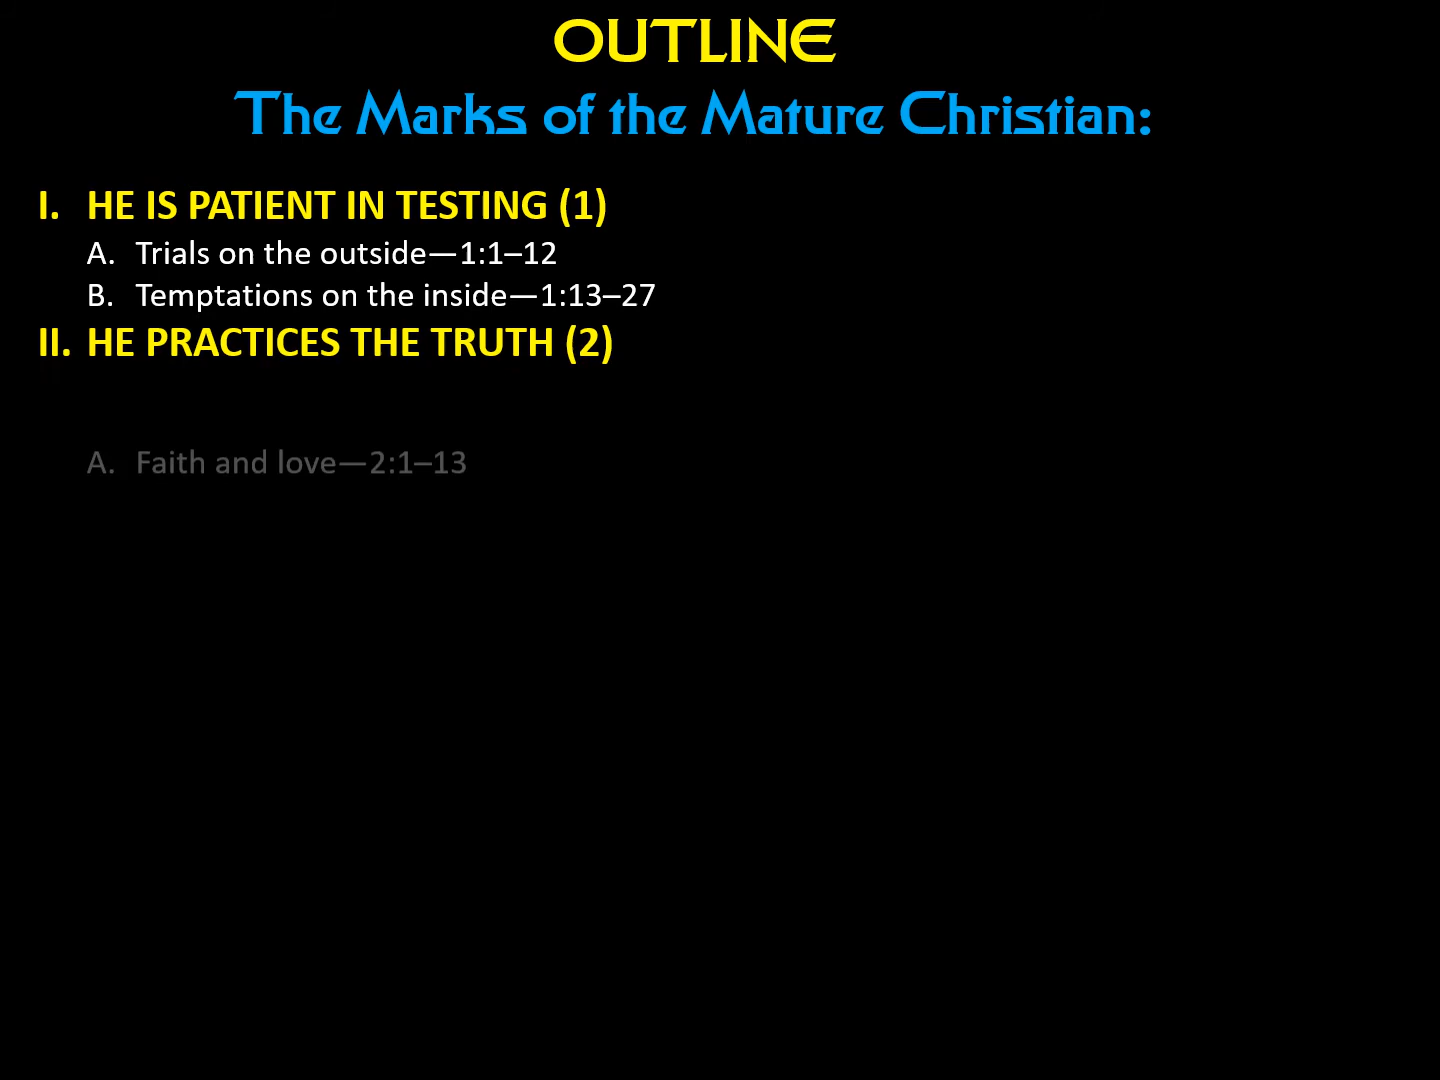 OUTLINE
The Marks of the Mature Christian:
I. HE IS PATIENT IN TESTING (1)
A. Trials on the outside—1:1–12
B. Temptations on the inside—1:13–27
II. HE PRACTICES THE TRUTH (2)
A. Faith and love—2:1–13